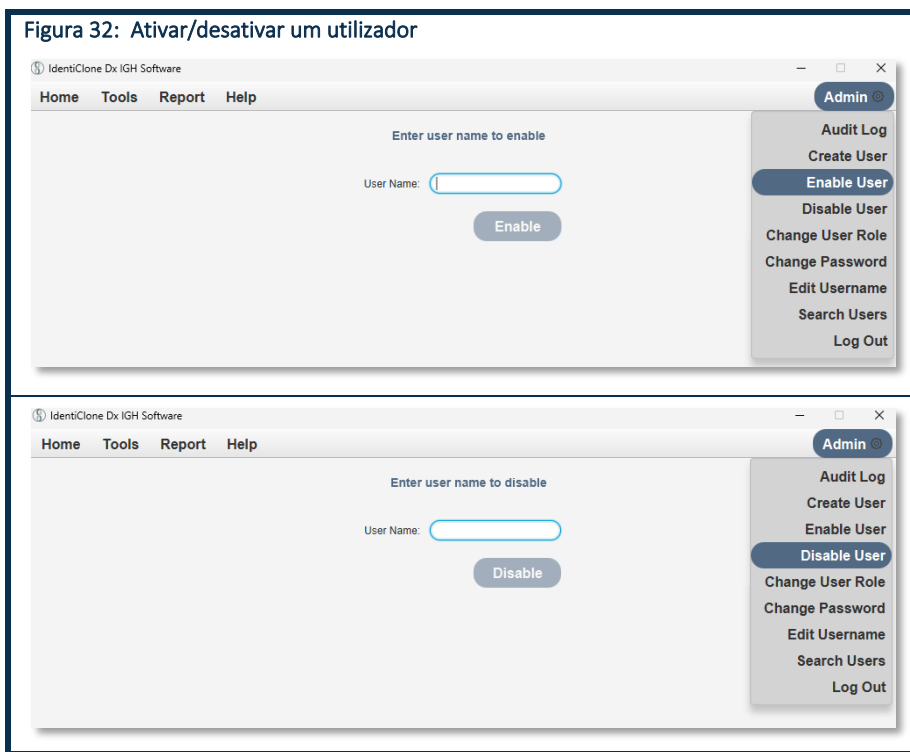 Figura 32: Ativar/desativar um utilizador
IdentiClone Dx IGH Software
Home Tools Report Help Admin
Enter user name to enable
User Name:
Enable
Audit Log
Create User
Enable User
Disable User
Change User Role
Change Password
Edit Username
Search Users
Log Out
IdentiClone Dx IGH Software
Home Tools Report Help Admin
Enter user name to disable
User Name:
Disable
Audit Log
Create User
Enable User
Disable User
Change User Role
Change Password
Edit Username
Search Users
Log Out